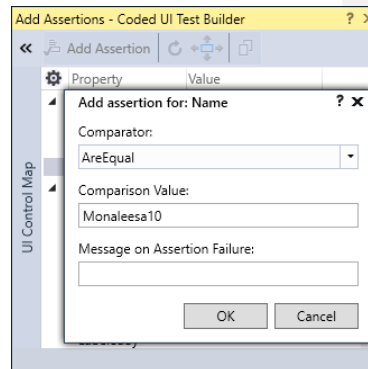 Add Assertions - Coded UI Test Builder ?
Add Assertion
Property Value
UI Control Map
Add assertion for: Name ?
Comparator:
AreEqual
Comparison Value:
Monaleesa10
Message on Assertion Failure:
OK Cancel